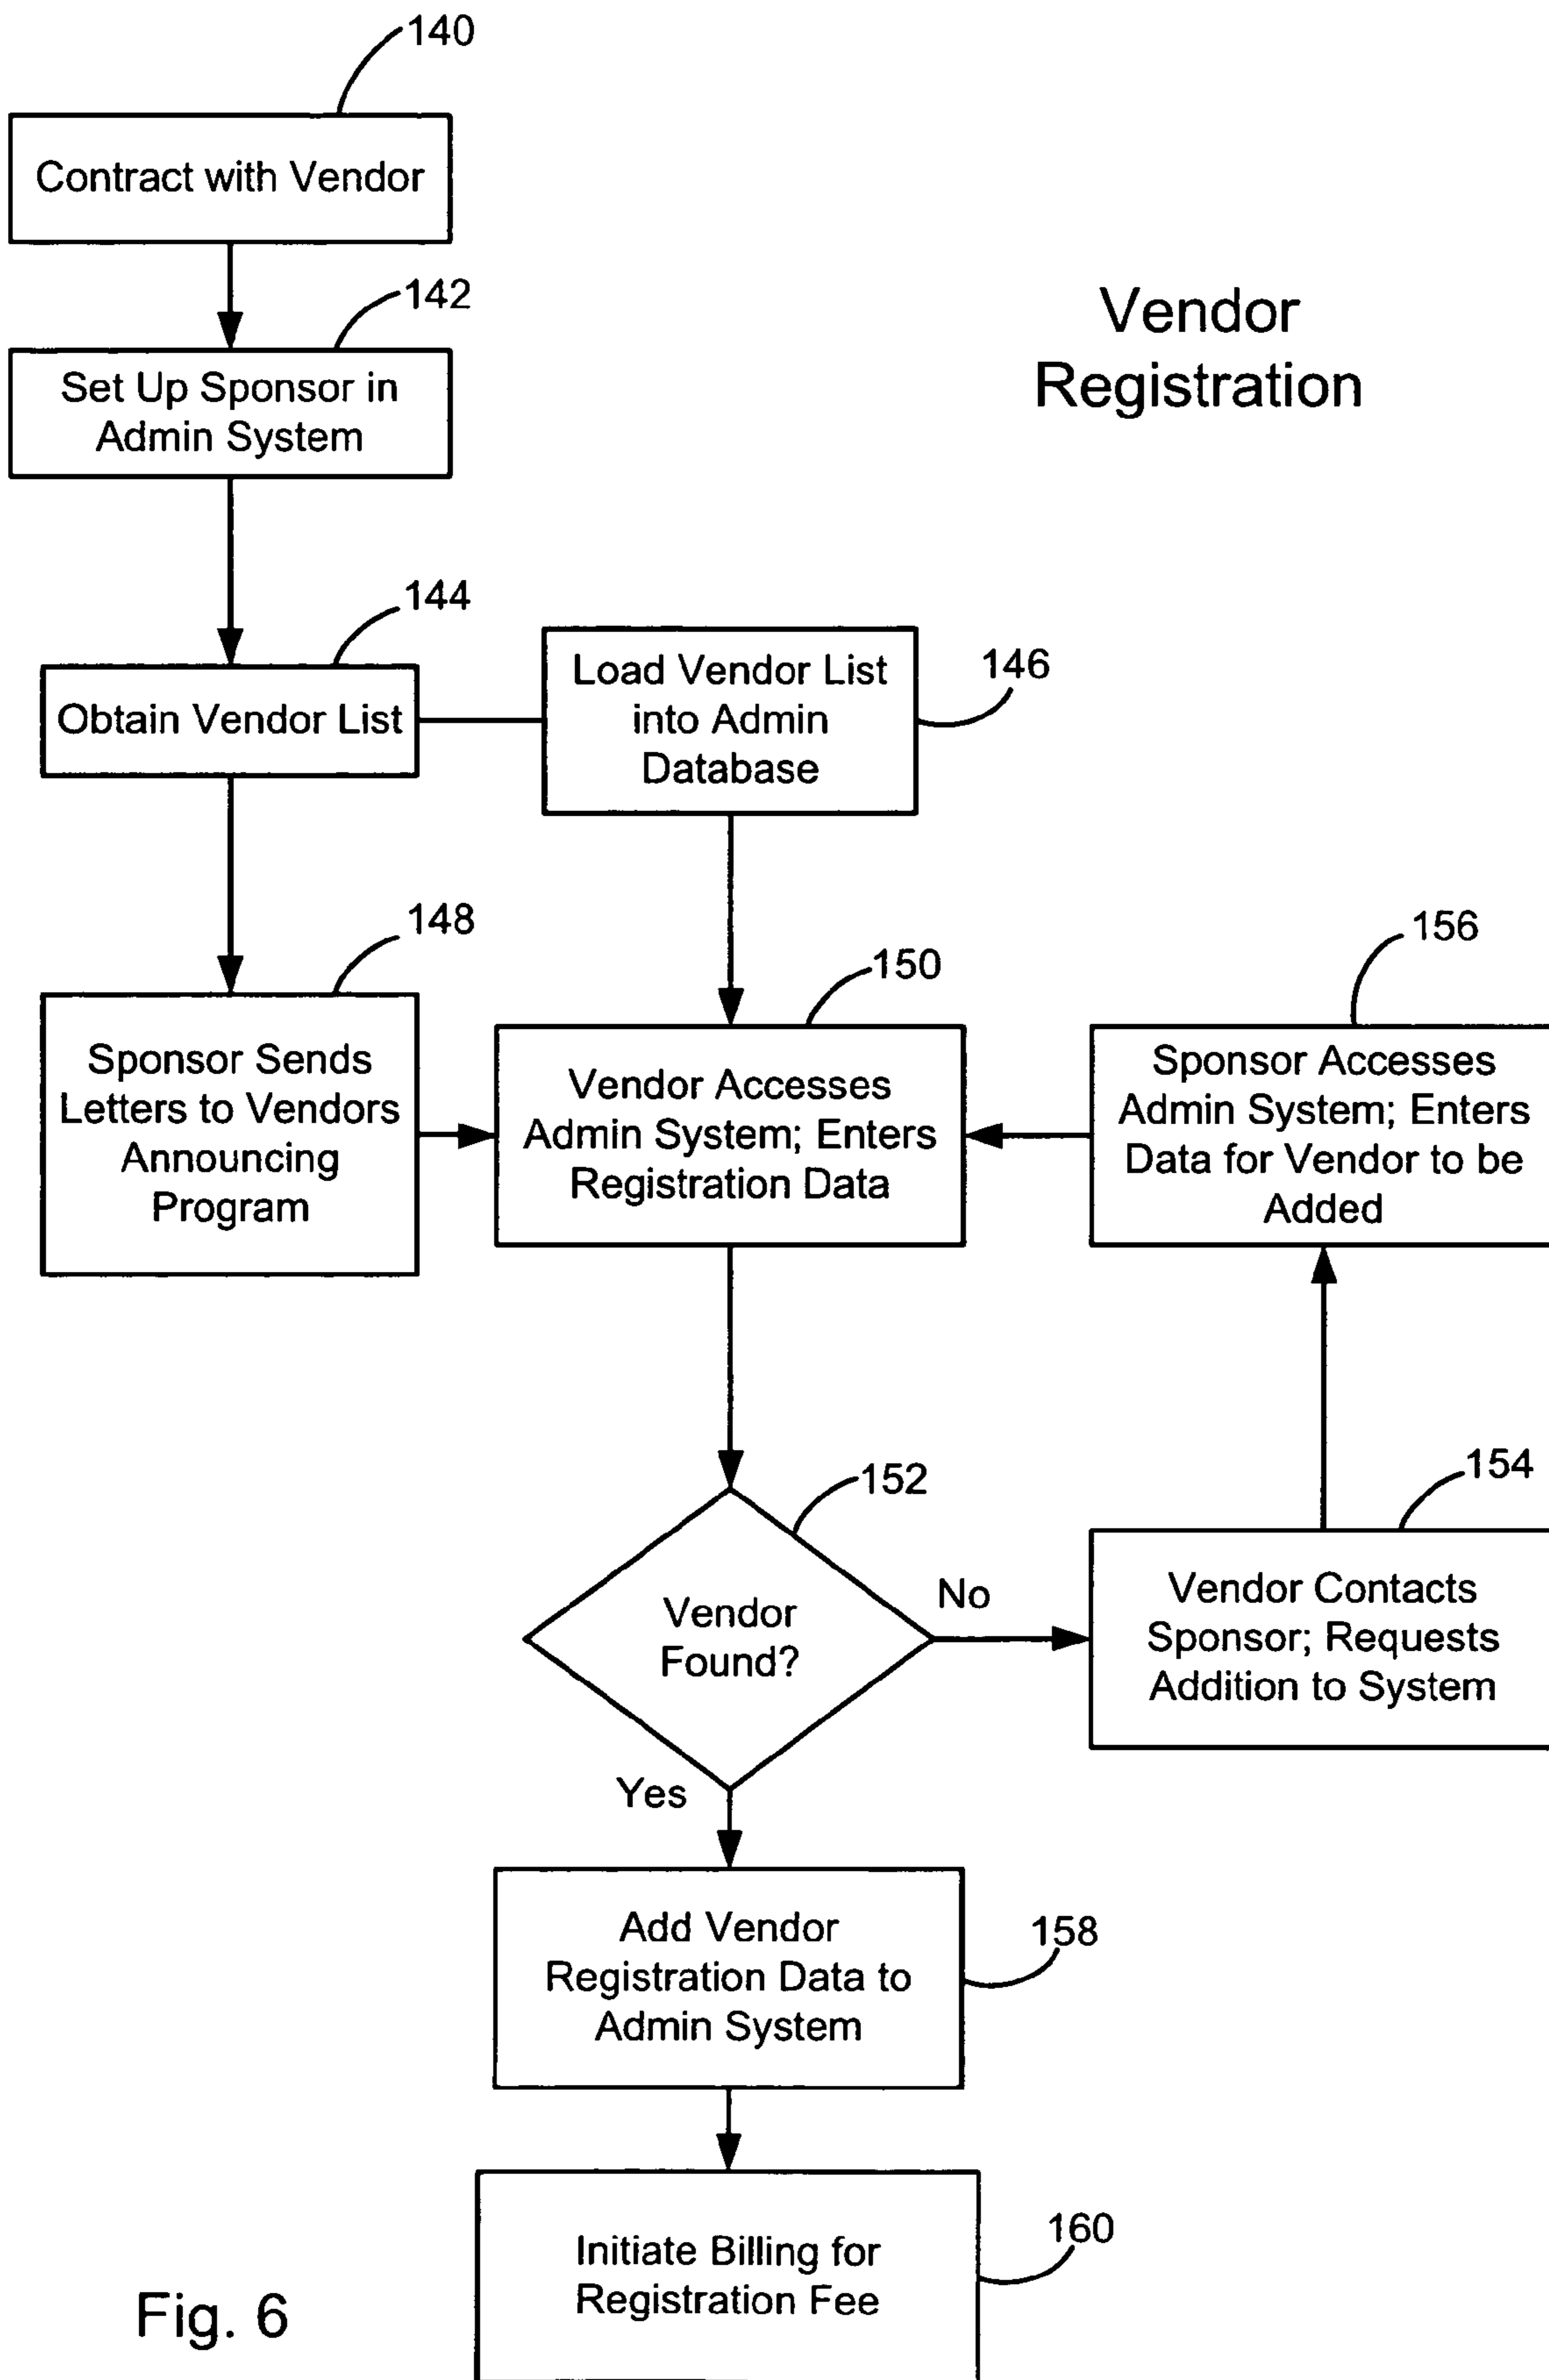 140
Contract with Vendor
142
Set Up Sponsor in
Admin System
Vendor
Registration
144
Obtain Vendor List
Load Vendor List
into Admin
Database
146
148
Sponsor Sends
Letters to Vendors
Announcing
Program
150
Vendor Accesses
Admin System; Enters
Registration Data
156
Sponsor Accesses
Admin System; Enters
Data for Vendor to be
Added
152
Vendor
Found?
No
Yes
154
Vendor Contacts
Sponsor; Requests
Addition to System
Add Vendor
Registration Data to
Admin System
158
Initiate Billing for
Registration Fee
160
Fig. 6